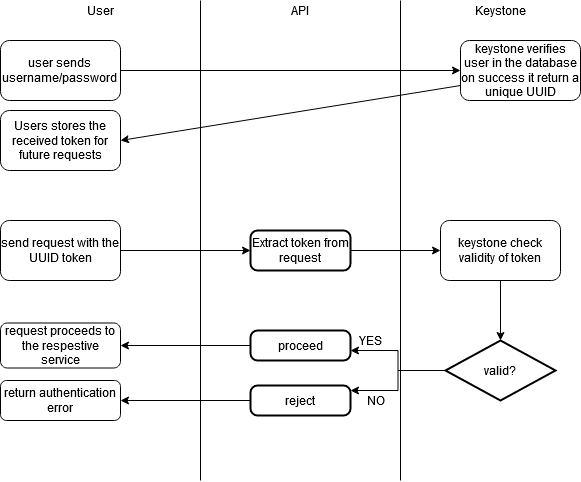 User
API
Keystone
user sends
username/password
keystone verifies
user in the database
on success it return a
unique UUID
Users stores the
received token for
future requests
send request with the
UUID token
Extract token from
request
keystone check
validity of token
request proceeds to
the respestive
service
proceed
YES
valid?
return authentication
error
reject
NO